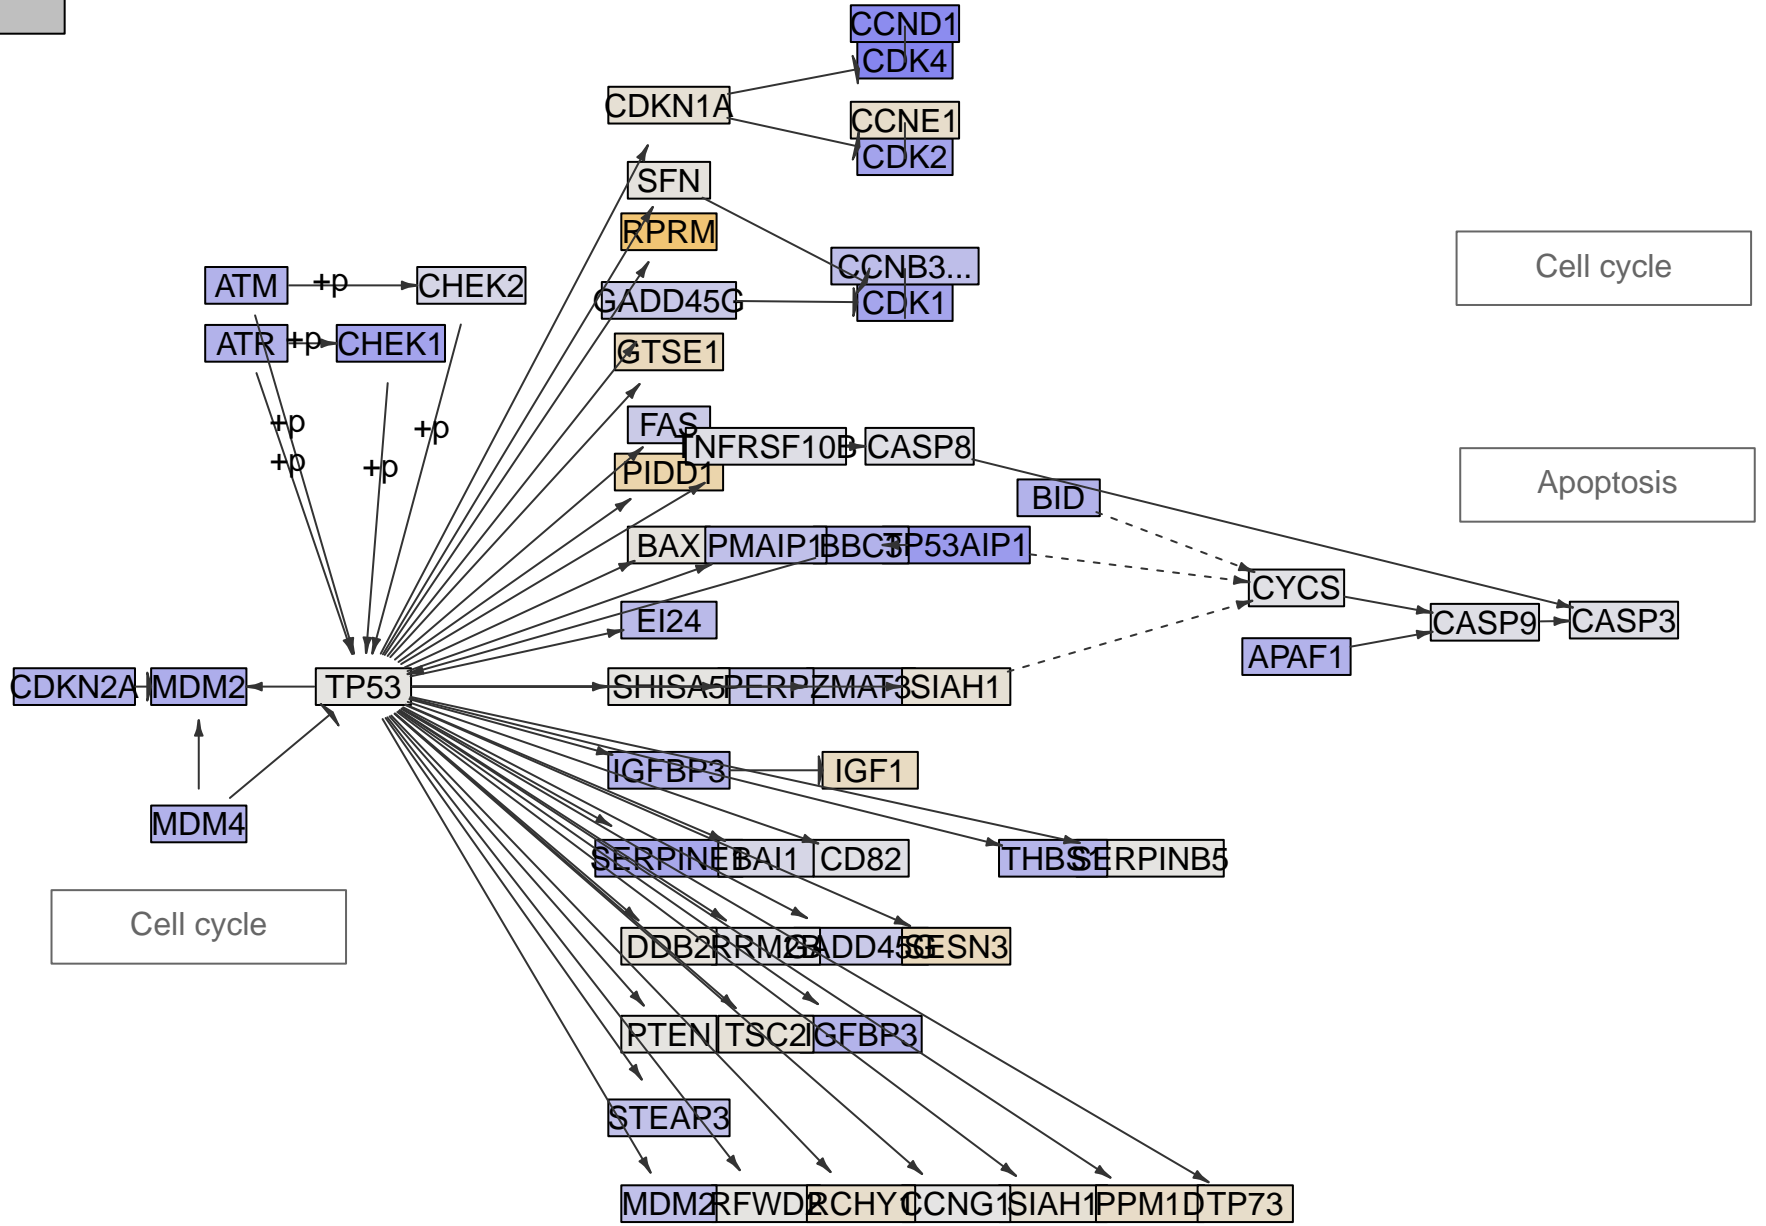 CCND1
CDK4
CDKN1A
CCNE1
CDK2
SFN
RPRM
Cell cycle
CCNB3...
ATM +p CHEK2
GADD45G CDK1
ATR +p CHEK1
GTSE1
FAS
+p +p
TNFRSF10B CASP8
+p +p
PIDD1
Apoptosis
BID
BAX PMAIP1 BBC3 TP53AIP1
CYCS
EI24 CASP9 CASP3
APAF1
CDKN2A MDM2 TP53 SHISA5 PERP ZMAT3 SIAH1
IGFBP3 IGF1
MDM4
SERPINE1 BAI1 CD82 THBS1 SERPINB5
Cell cycle
DDB2 RRM2B GADD45G SESN3
PTEN TSC2 IGFBP3
STEAP3
MDM2 RFWD2 RCHY1 CCNG1 SIAH1 PPM1D TP73